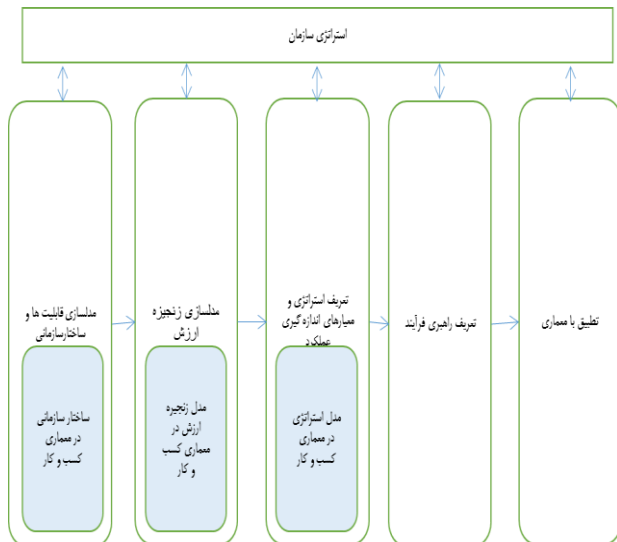 استراتژی سازمان
مدلسازی قابلیت ها و
ساختارسازمانی
ساختار سازمانی
در معماری
کسب و کار
مدلسازی زنجیزه
ارزش
مدل زنجیره
ارزش در
معماری کسب
و کار
تعریف استراتژی و
معیارهای اندازه گیری
عملکرد
مدل استراتژی
در معماری
کسب و کار
تعریف راهبری فرآیند
تطبیق با معماری